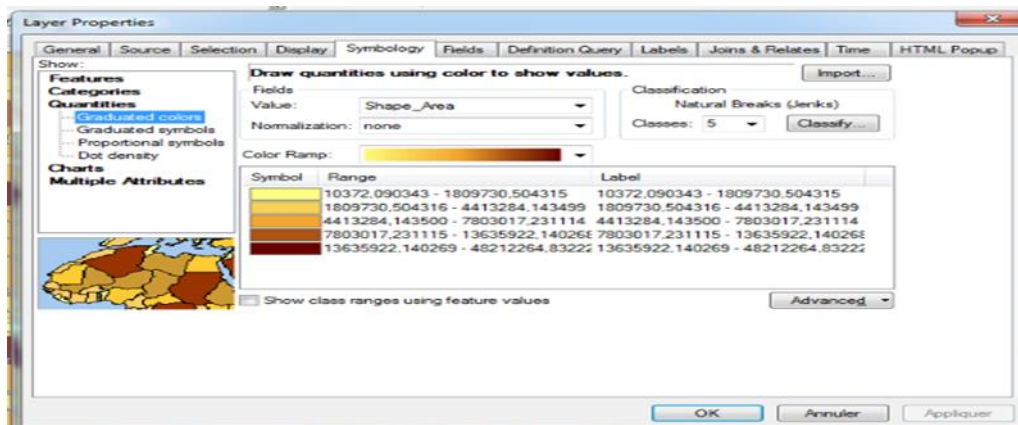 Layer Properties
General Source Selection Display Symbology Fields Definition Query Labels Joins & Relates Time HTML Popup
Show:
Features
Categories
Quantities
Graduated colors
Graduated symbols
Proportional symbols
Dot density
Charts
Multiple Attributes
Draw quantities using color to show values.
Import...
Fields
Value: Shape_Area
Normalization: none
Classification
Natural Breaks (Jenks)
Classes: 5 Classify...
Color Ramp:
Symbol Range Label
10372,090343 - 1809730,504315 10372,090343 - 1809730,504315
1809730,504316 - 4413284,143499 1809730,504316 - 4413284,143499
4413284,143500 - 7803017,231114 4413284,143500 - 7803017,231114
7803017,231115 - 13635922,140268 7803017,231115 - 13635922,140268
13635922,140269 - 48212264,83222 13635922,140269 - 48212264,83222
Show class ranges using feature values
Advanced
OK Annuler Appliquer